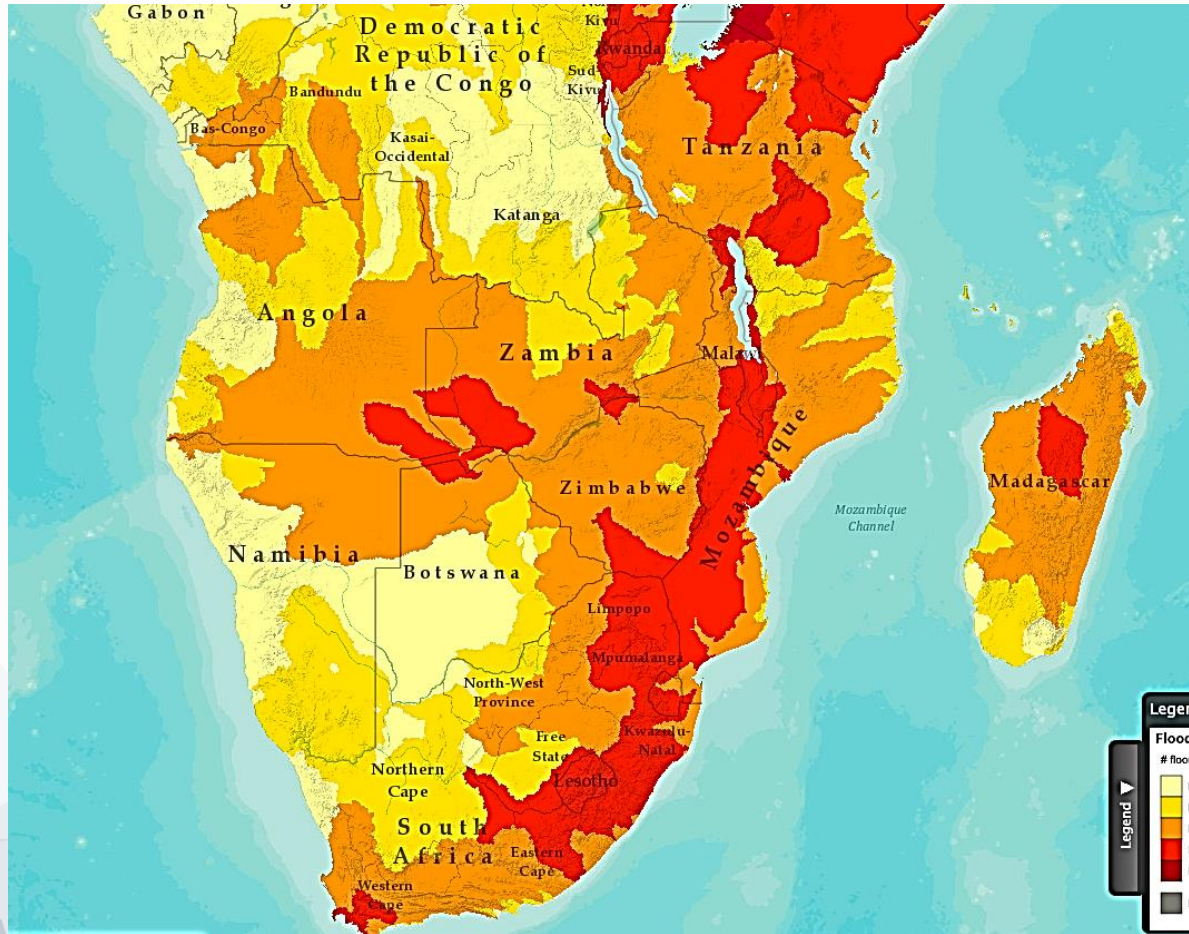 Gabon
Democratic
Republic of
the Congo
Kivu
Rwanda
Sud-
Kivu
Bandundu
Bas-Congo
Kasai-
Occidental
Tanzania
Katanga
Angola
Zambia
Malawi
Mozambique
Zimbabwe
Madagascar
Mozambique
Channel
Namibia
Botswana
Limpopo
Mpumalanga
North-West
Province
Kwazulu-
Natal
Free
State
Lesotho
Northern
Cape
South
Africa
Eastern
Cape
Western
Cape
Legen
Flood
# floo
Legend